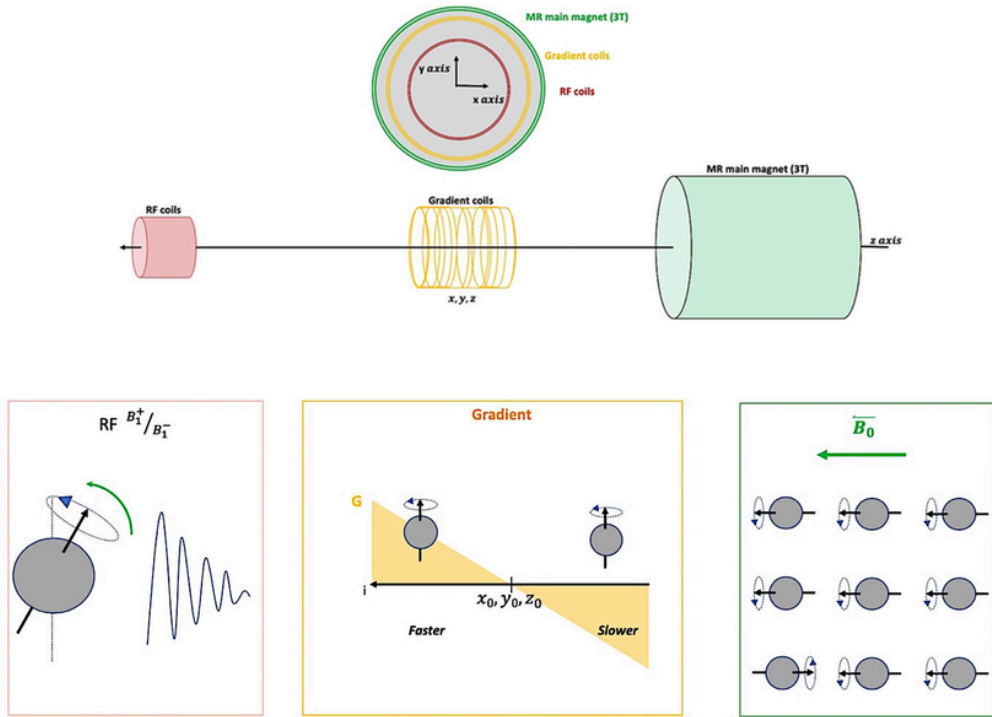 MR main magnet (3T)
Gradient coils
y axis
x axis
RF coils
MR main magnet (3T)
RF coils
Gradient coils
z axis
x, y, z
RF B₁⁺/B₁⁻
Gradient
B₀
G
i
x₀, y₀, z₀
Faster
Slower